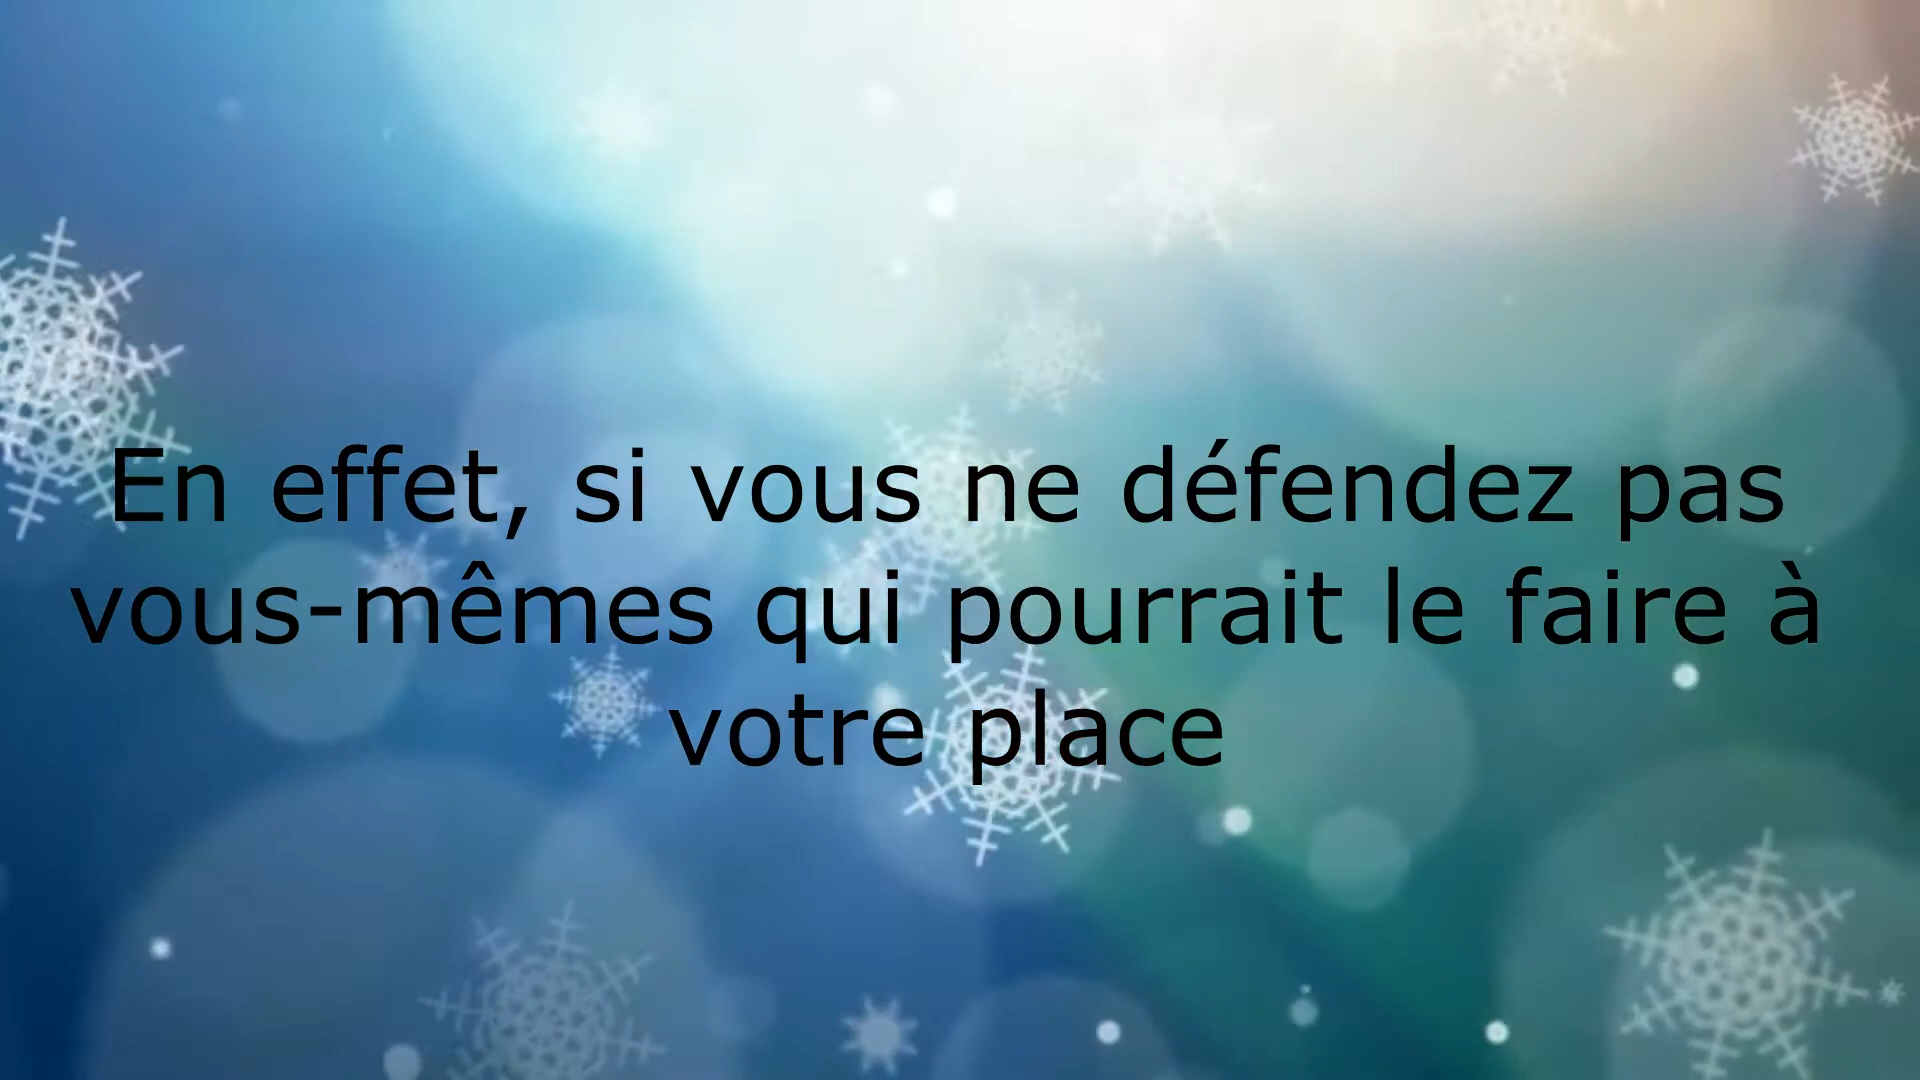 En effet, si vous ne défendez pas
vous-mêmes qui pourrait le faire à
votre place